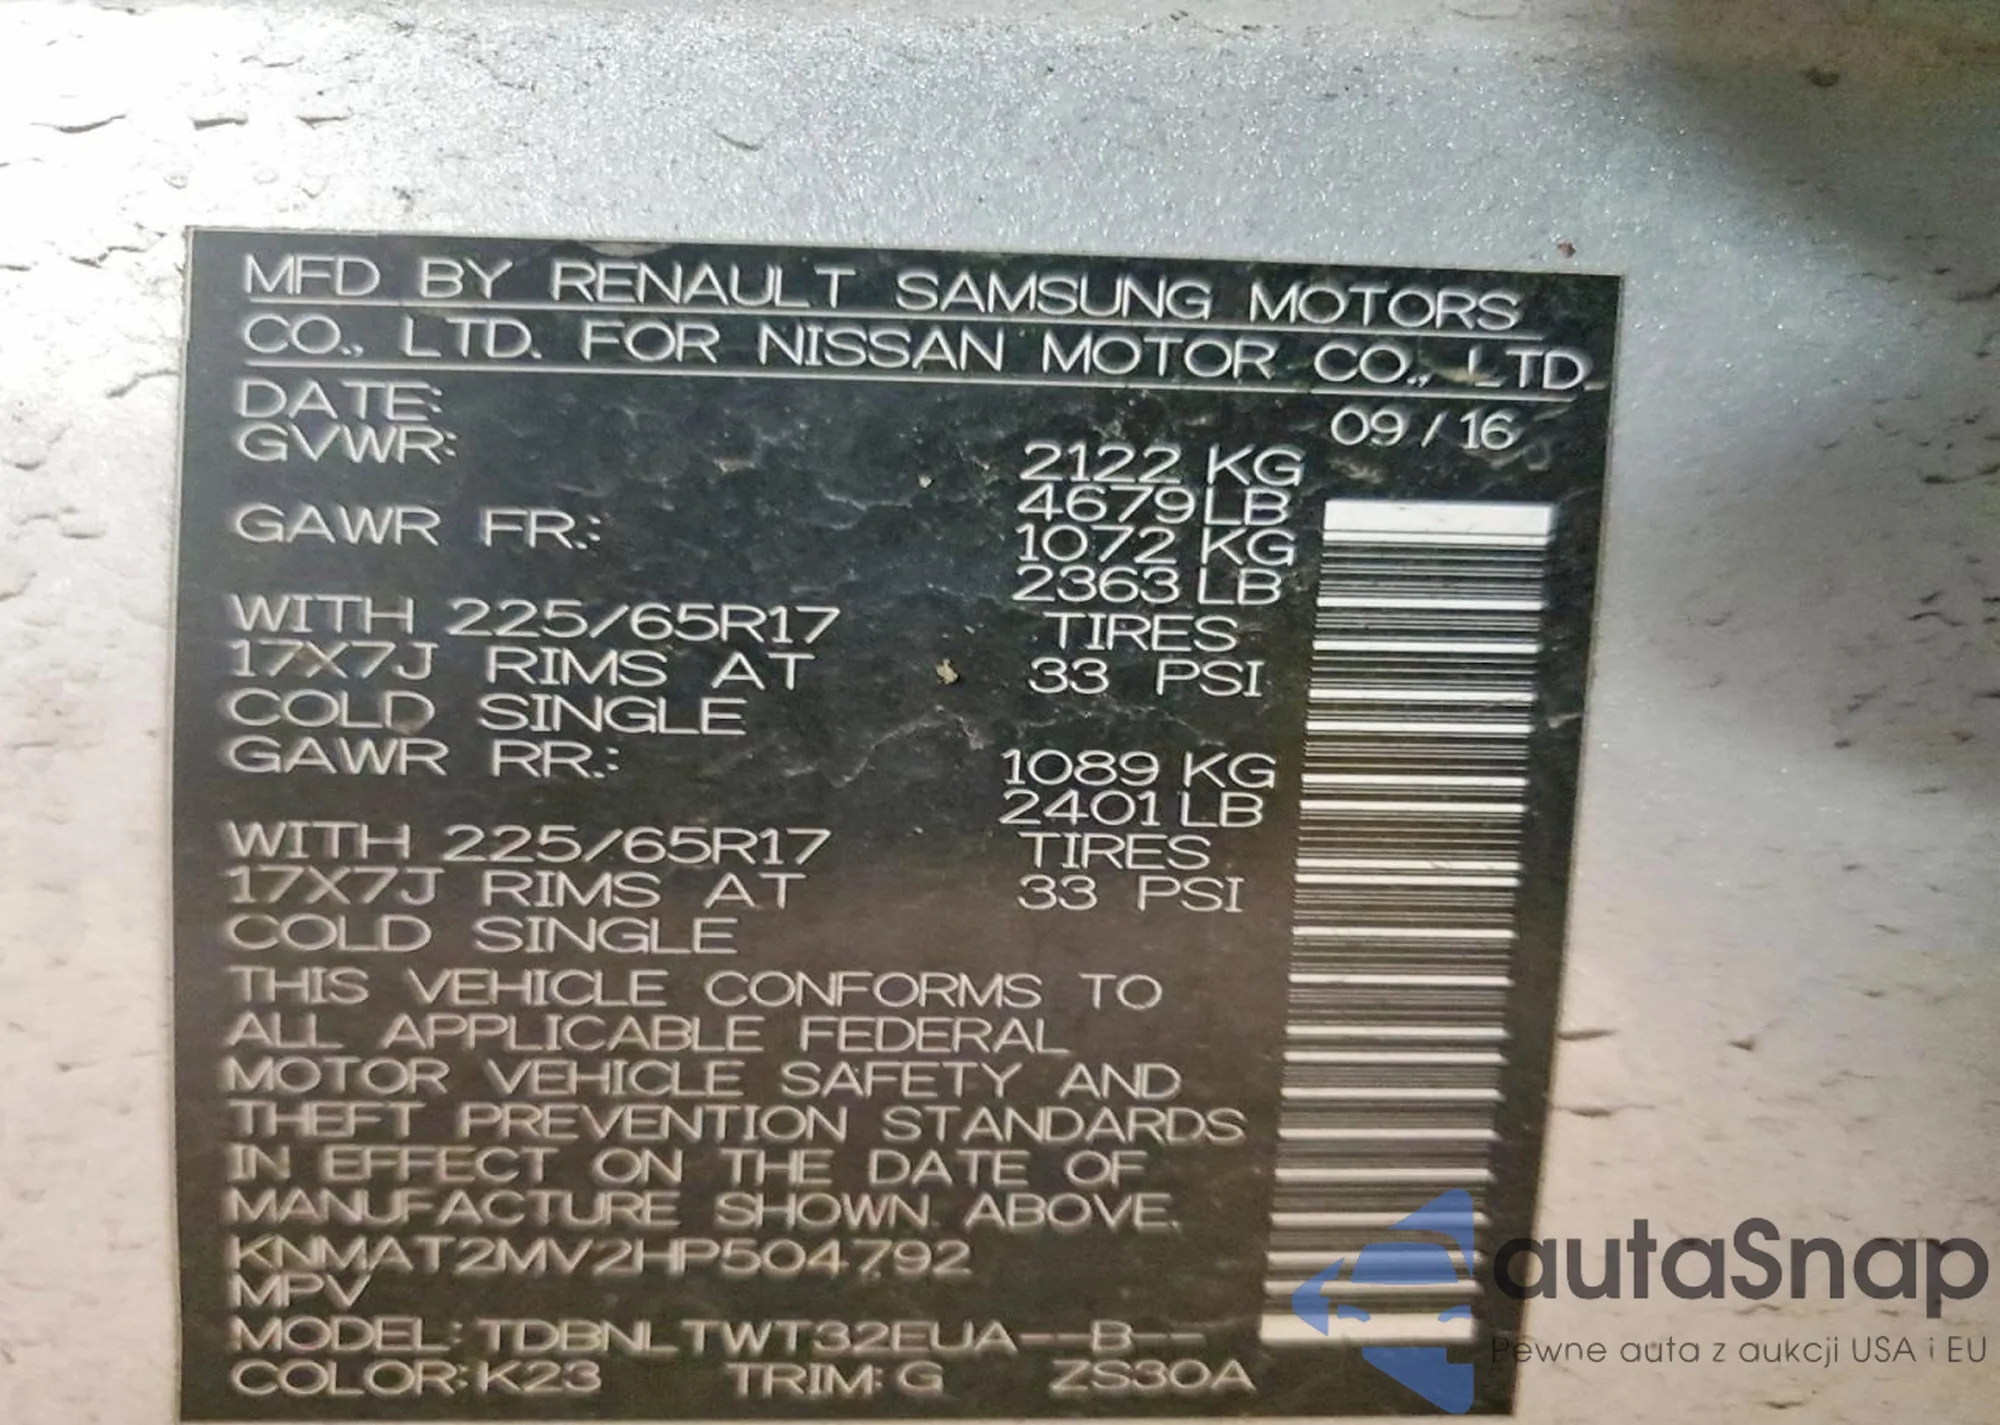 MFD BY RENAULT SAMSUNG MOTORS
CO., LTD. FOR NISSAN MOTOR CO., LTD.
DATE: 09 / 16
GVWR: 2122 KG
4679 LB
GAWR FR.: 1072 KG
2363 LB
WITH 225/65R17 TIRES
17X7J RIMS AT 33 PSI
COLD SINGLE
GAWR RR.: 1089 KG
2401 LB
WITH 225/65R17 TIRES
17X7J RIMS AT 33 PSI
COLD SINGLE
THIS VEHICLE CONFORMS TO
ALL APPLICABLE FEDERAL
MOTOR VEHICLE SAFETY AND
THEFT PREVENTION STANDARDS
IN EFFECT ON THE DATE OF
MANUFACTURE SHOWN ABOVE.
KNMAT2MV2HP504792
MPV
MODEL: TDBNLTWT32EUA--B--
COLOR: K23 TRIM: G ZS30A
autaSnap
Pewne auta z aukcji USA i EU